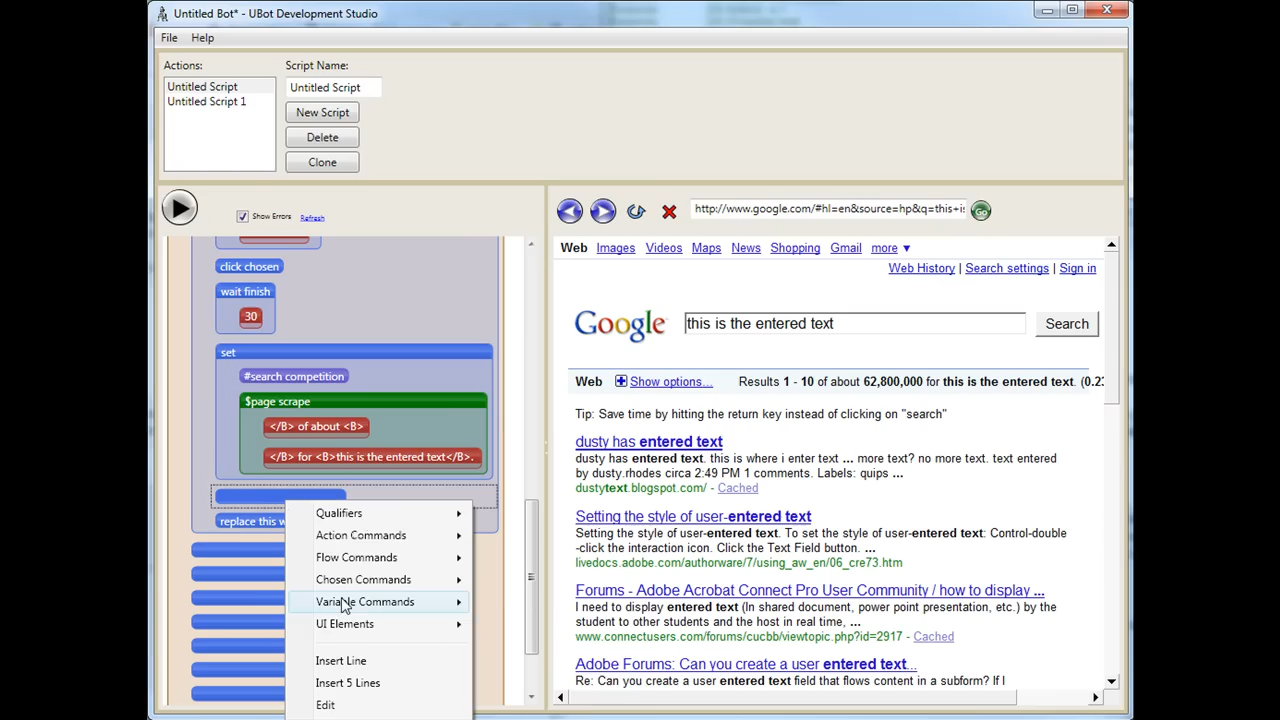 Untitled Bot* - UBot Development Studio
File Help
Actions:
Untitled Script
Untitled Script 1
Script Name:
Untitled Script
New Script
Delete
Clone
Show Errors
Refresh
http://www.google.com/#hl=en&source=hp&q=this+is
Go
click chosen
wait finish
30
set
#search competition
$page scrape
</B> of about <B>
</B> for <B>this is the entered text</B>.
replace this w
Qualifiers
Action Commands
Flow Commands
Chosen Commands
Variable Commands
UI Elements
Insert Line
Insert 5 Lines
Edit
Web Images Videos Maps News Shopping Gmail more ▼
Web History | Search settings | Sign in
Google
this is the entered text
Search
Web Show options... Results 1 - 10 of about 62,800,000 for this is the entered text. (0.23
Tip: Save time by hitting the return key instead of clicking on "search"
dusty has entered text
dusty has entered text. this is where i enter text ... more text? no more text. text entered
by dusty.rhodes circa 2:49 PM 1 comments. Labels: quips ...
dustytext.blogspot.com/ - Cached
Setting the style of user-entered text
Setting the style of user-entered text. To set the style of user-entered text: Control-double
-click the interaction icon. Click the Text Field button. ...
livedocs.adobe.com/authorware/7/using_aw_en/06_cre73.htm
Forums - Adobe Acrobat Connect Pro User Community / how to display ...
I need to display entered text (In shared document, power point presentation, etc.) by the
student to other students and the host in real time, ...
www.connectusers.com/forums/cucbb/viewtopic.php?id=2917 - Cached
Adobe Forums: Can you create a user entered text...
Re: Can you create a user entered text field that flows content in a subform? If I